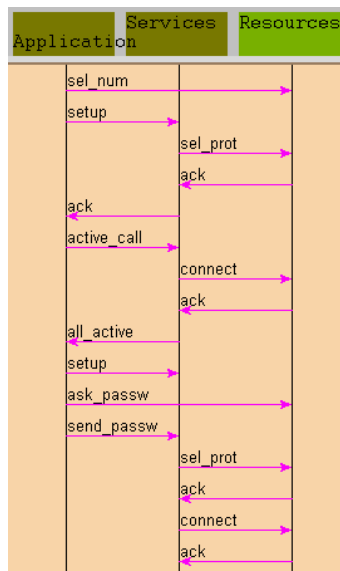 Services Resources
Application n
sel_num
setup
sel_prot
ack
ack
active_call
connect
ack
all_active
setup
ask_passw
send_passw
sel_prot
ack
connect
ack